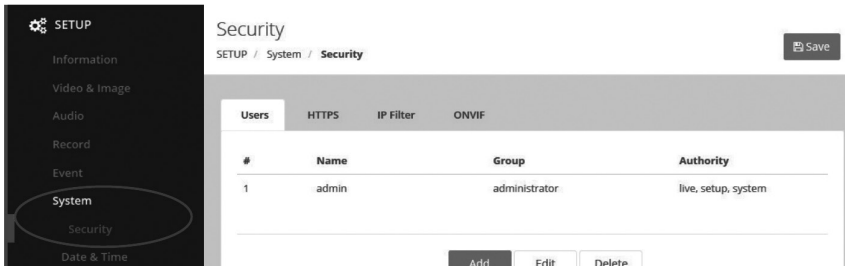 SETUP
Information
Video & Image
Audio
Record
Event
System
Security
Date & Time
Security
SETUP / System / Security
Save
Users HTTPS IP Filter ONVIF
# Name Group Authority
1 admin administrator live, setup, system
Add Edit Delete